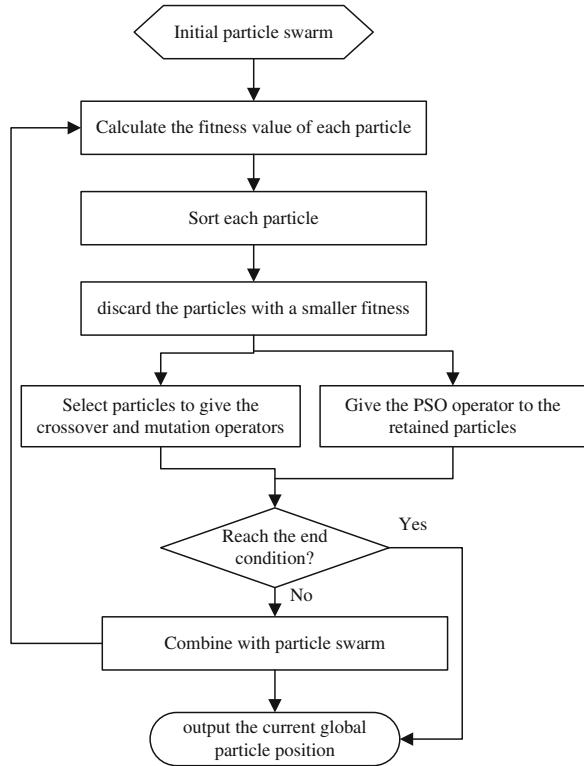 Initial particle swarm
Calculate the fitness value of each particle
Sort each particle
discard the particles with a smaller fitness
Select particles to give the
crossover and mutation operators
Give the PSO operator to the
retained particles
Reach the end
condition?
Yes
No
Combine with particle swarm
output the current global
particle position